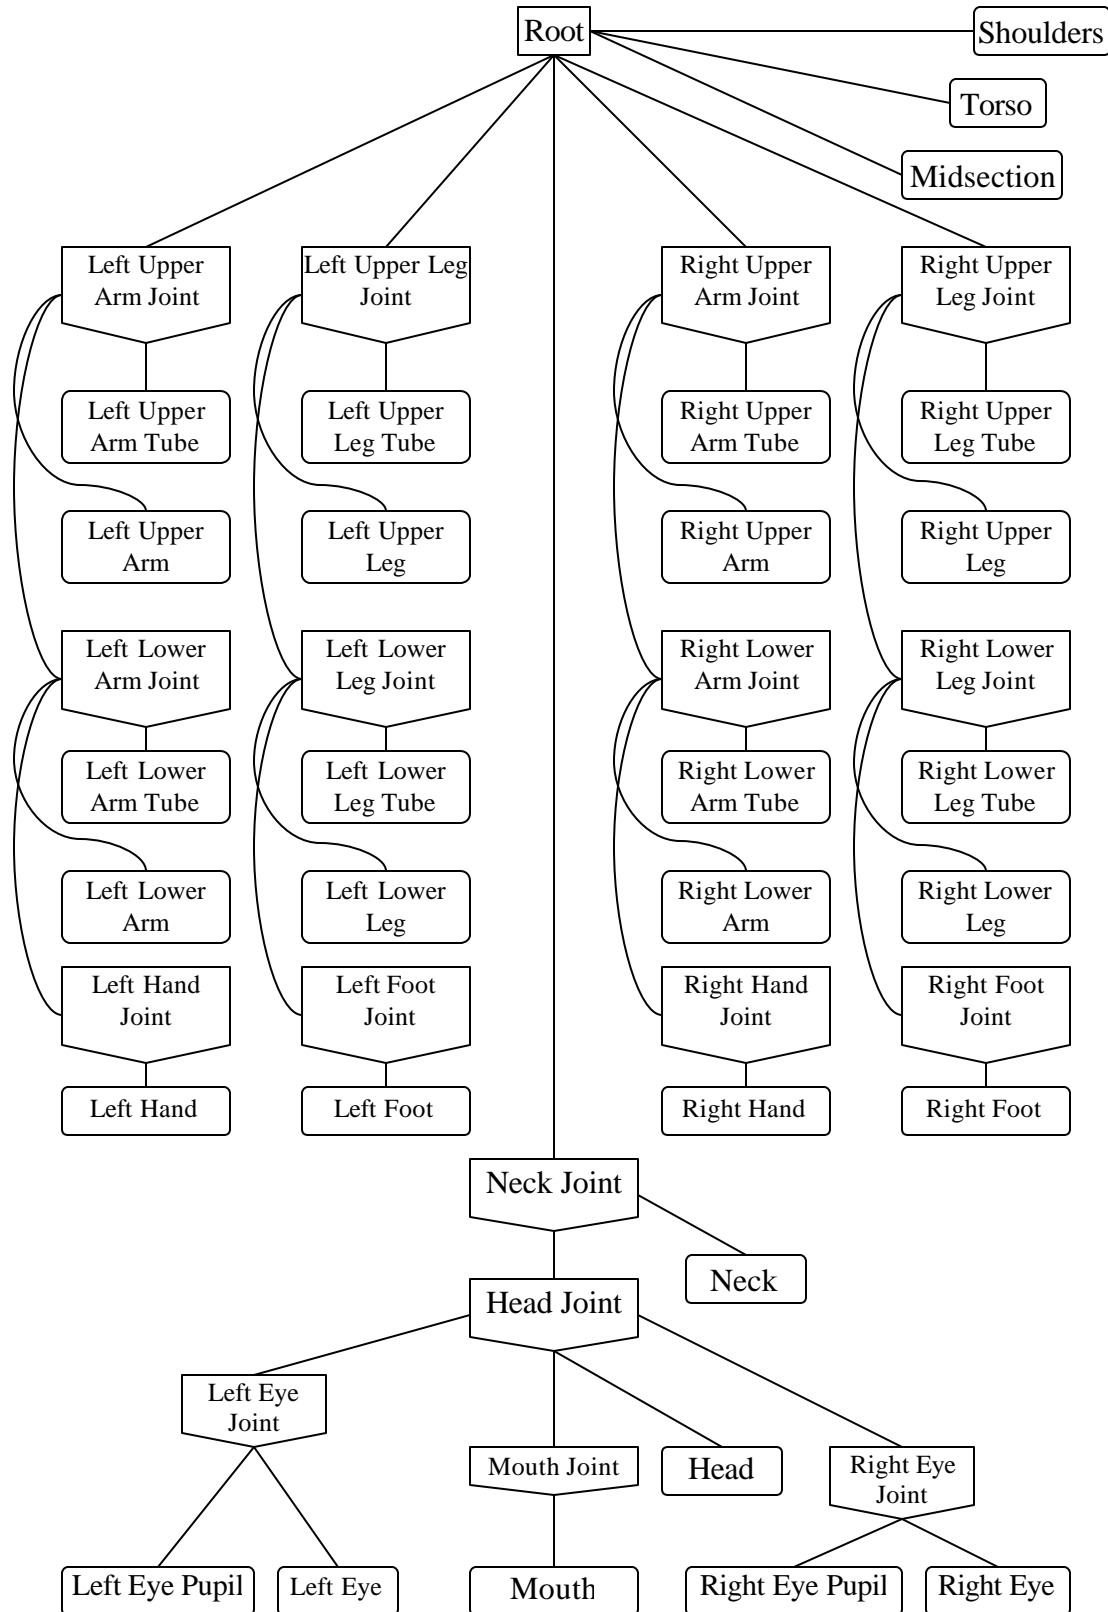 Root
Shoulders
Torso
Midsection
Left Upper
Arm Joint
Left Upper Leg
Joint
Right Upper
Arm Joint
Right Upper
Leg Joint
Left Upper
Arm Tube
Left Upper
Leg Tube
Right Upper
Arm Tube
Right Upper
Leg Tube
Left Upper
Arm
Left Upper
Leg
Right Upper
Arm
Right Upper
Leg
Left Lower
Arm Joint
Left Lower
Leg Joint
Right Lower
Arm Joint
Right Lower
Leg Joint
Left Lower
Arm Tube
Left Lower
Leg Tube
Right Lower
Arm Tube
Right Lower
Leg Tube
Left Lower
Arm
Left Lower
Leg
Right Lower
Arm
Right Lower
Leg
Left Hand
Joint
Left Foot
Joint
Right Hand
Joint
Right Foot
Joint
Left Hand
Left Foot
Right Hand
Right Foot
Neck Joint
Neck
Head Joint
Left Eye
Joint
Mouth Joint
Head
Right Eye
Joint
Left Eye Pupil
Left Eye
Mouth
Right Eye Pupil
Right Eye